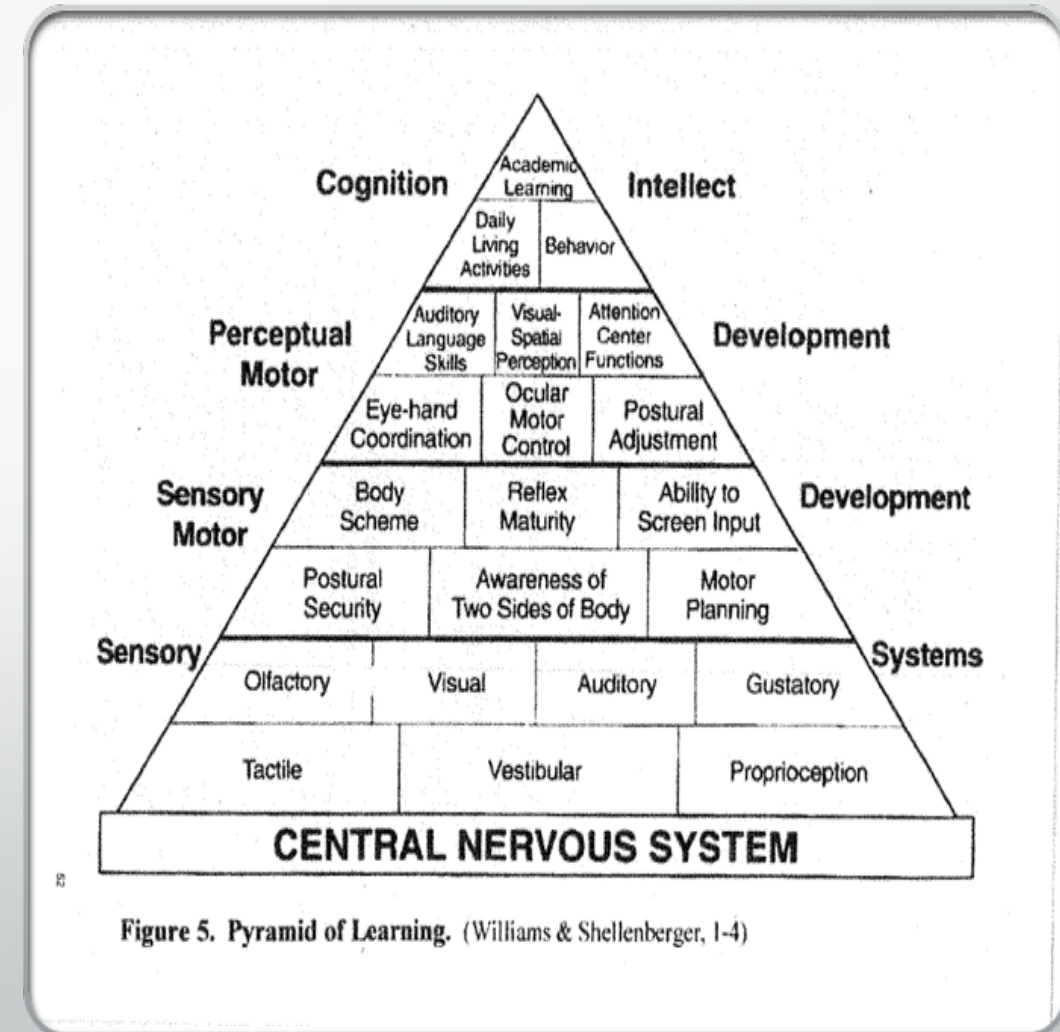 Academic
Learning
Cognition
Intellect
Daily
Living
Activities
Behavior
Auditory
Language
Skills
Visual-
Spatial
Perception
Attention
Center
Functions
Perceptual
Motor
Development
Eye-hand
Coordination
Ocular
Motor
Control
Postural
Adjustment
Sensory
Motor
Development
Body
Scheme
Reflex
Maturity
Ability to
Screen Input
Postural
Security
Awareness of
Two Sides of Body
Motor
Planning
Sensory
Systems
Olfactory
Visual
Auditory
Gustatory
Tactile
Vestibular
Proprioception
CENTRAL NERVOUS SYSTEM
Figure 5. Pyramid of Learning. (Williams & Shellenberger, 1-4)